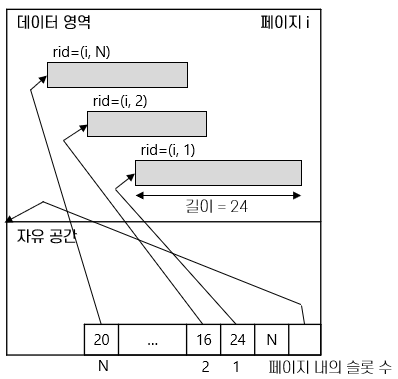 데이터 영역 페이지 i
rid=(i, N)
rid=(i, 2)
rid=(i, 1)
길이 = 24
자유 공간
20 ... 16 24 N
N 2 1 페이지 내의 슬롯 수